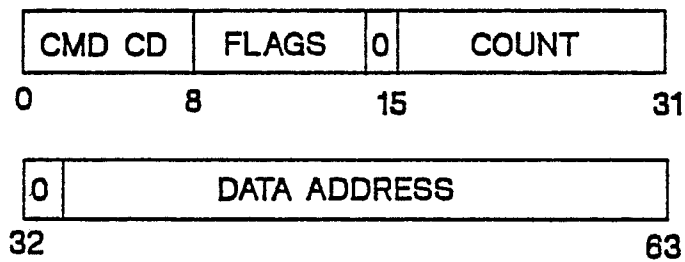 CMD CD FLAGS 0 COUNT
0 8 15 31
0 DATA ADDRESS
32 63